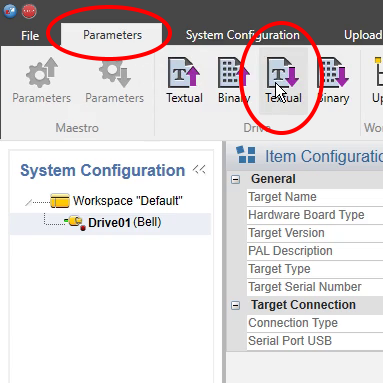 File Parameters System Configuration Upload
Parameters Parameters Textual Binary Textual Binary Up
Maestro Drive Wo
System Configuration
Workspace "Default"
Drive01 (Bell)
Item Configuratio
General
Target Name
Hardware Board Type
Target Version
PAL Description
Target Type
Target Serial Number
Target Connection
Connection Type
Serial Port USB